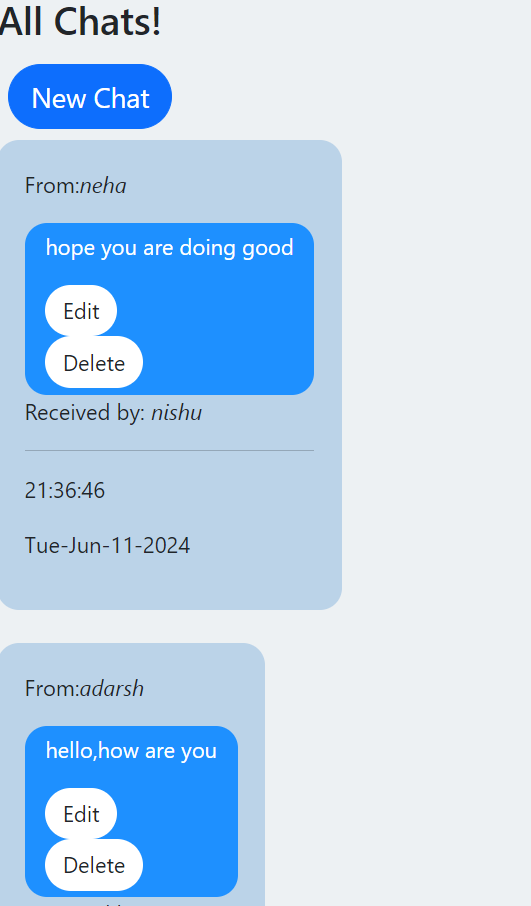 All Chats!
New Chat
From:neha
hope you are doing good
Edit
Delete
Received by: nishu
21:36:46
Tue-Jun-11-2024
From:adarsh
hello,how are you
Edit
Delete